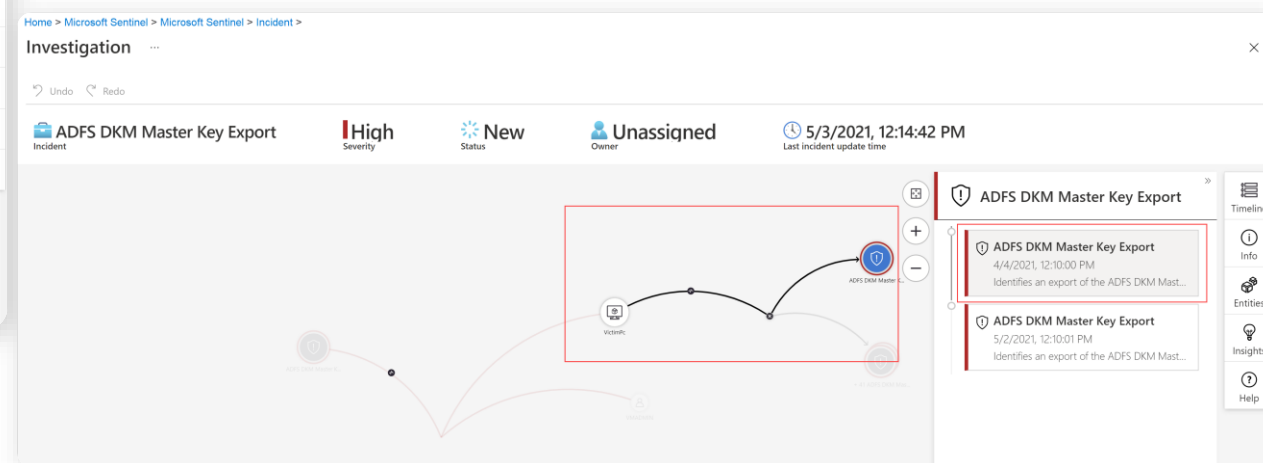 Home > Microsoft Sentinel > Microsoft Sentinel > Incident >
Investigation ...
Undo Redo
ADFS DKM Master Key Export
Incident
High
Severity
New
Status
Unassigned
Owner
5/3/2021, 12:14:42 PM
Last incident update time
ADFS DKM Master
VictimPc
ADFS DKM Master Key Export
ADFS DKM Master Key Export
4/4/2021, 12:10:00 PM
Identifies an export of the ADFS DKM Mast...
ADFS DKM Master Key Export
5/2/2021, 12:10:01 PM
Identifies an export of the ADFS DKM Mast...
Timeline
Info
Entities
Insights
Help